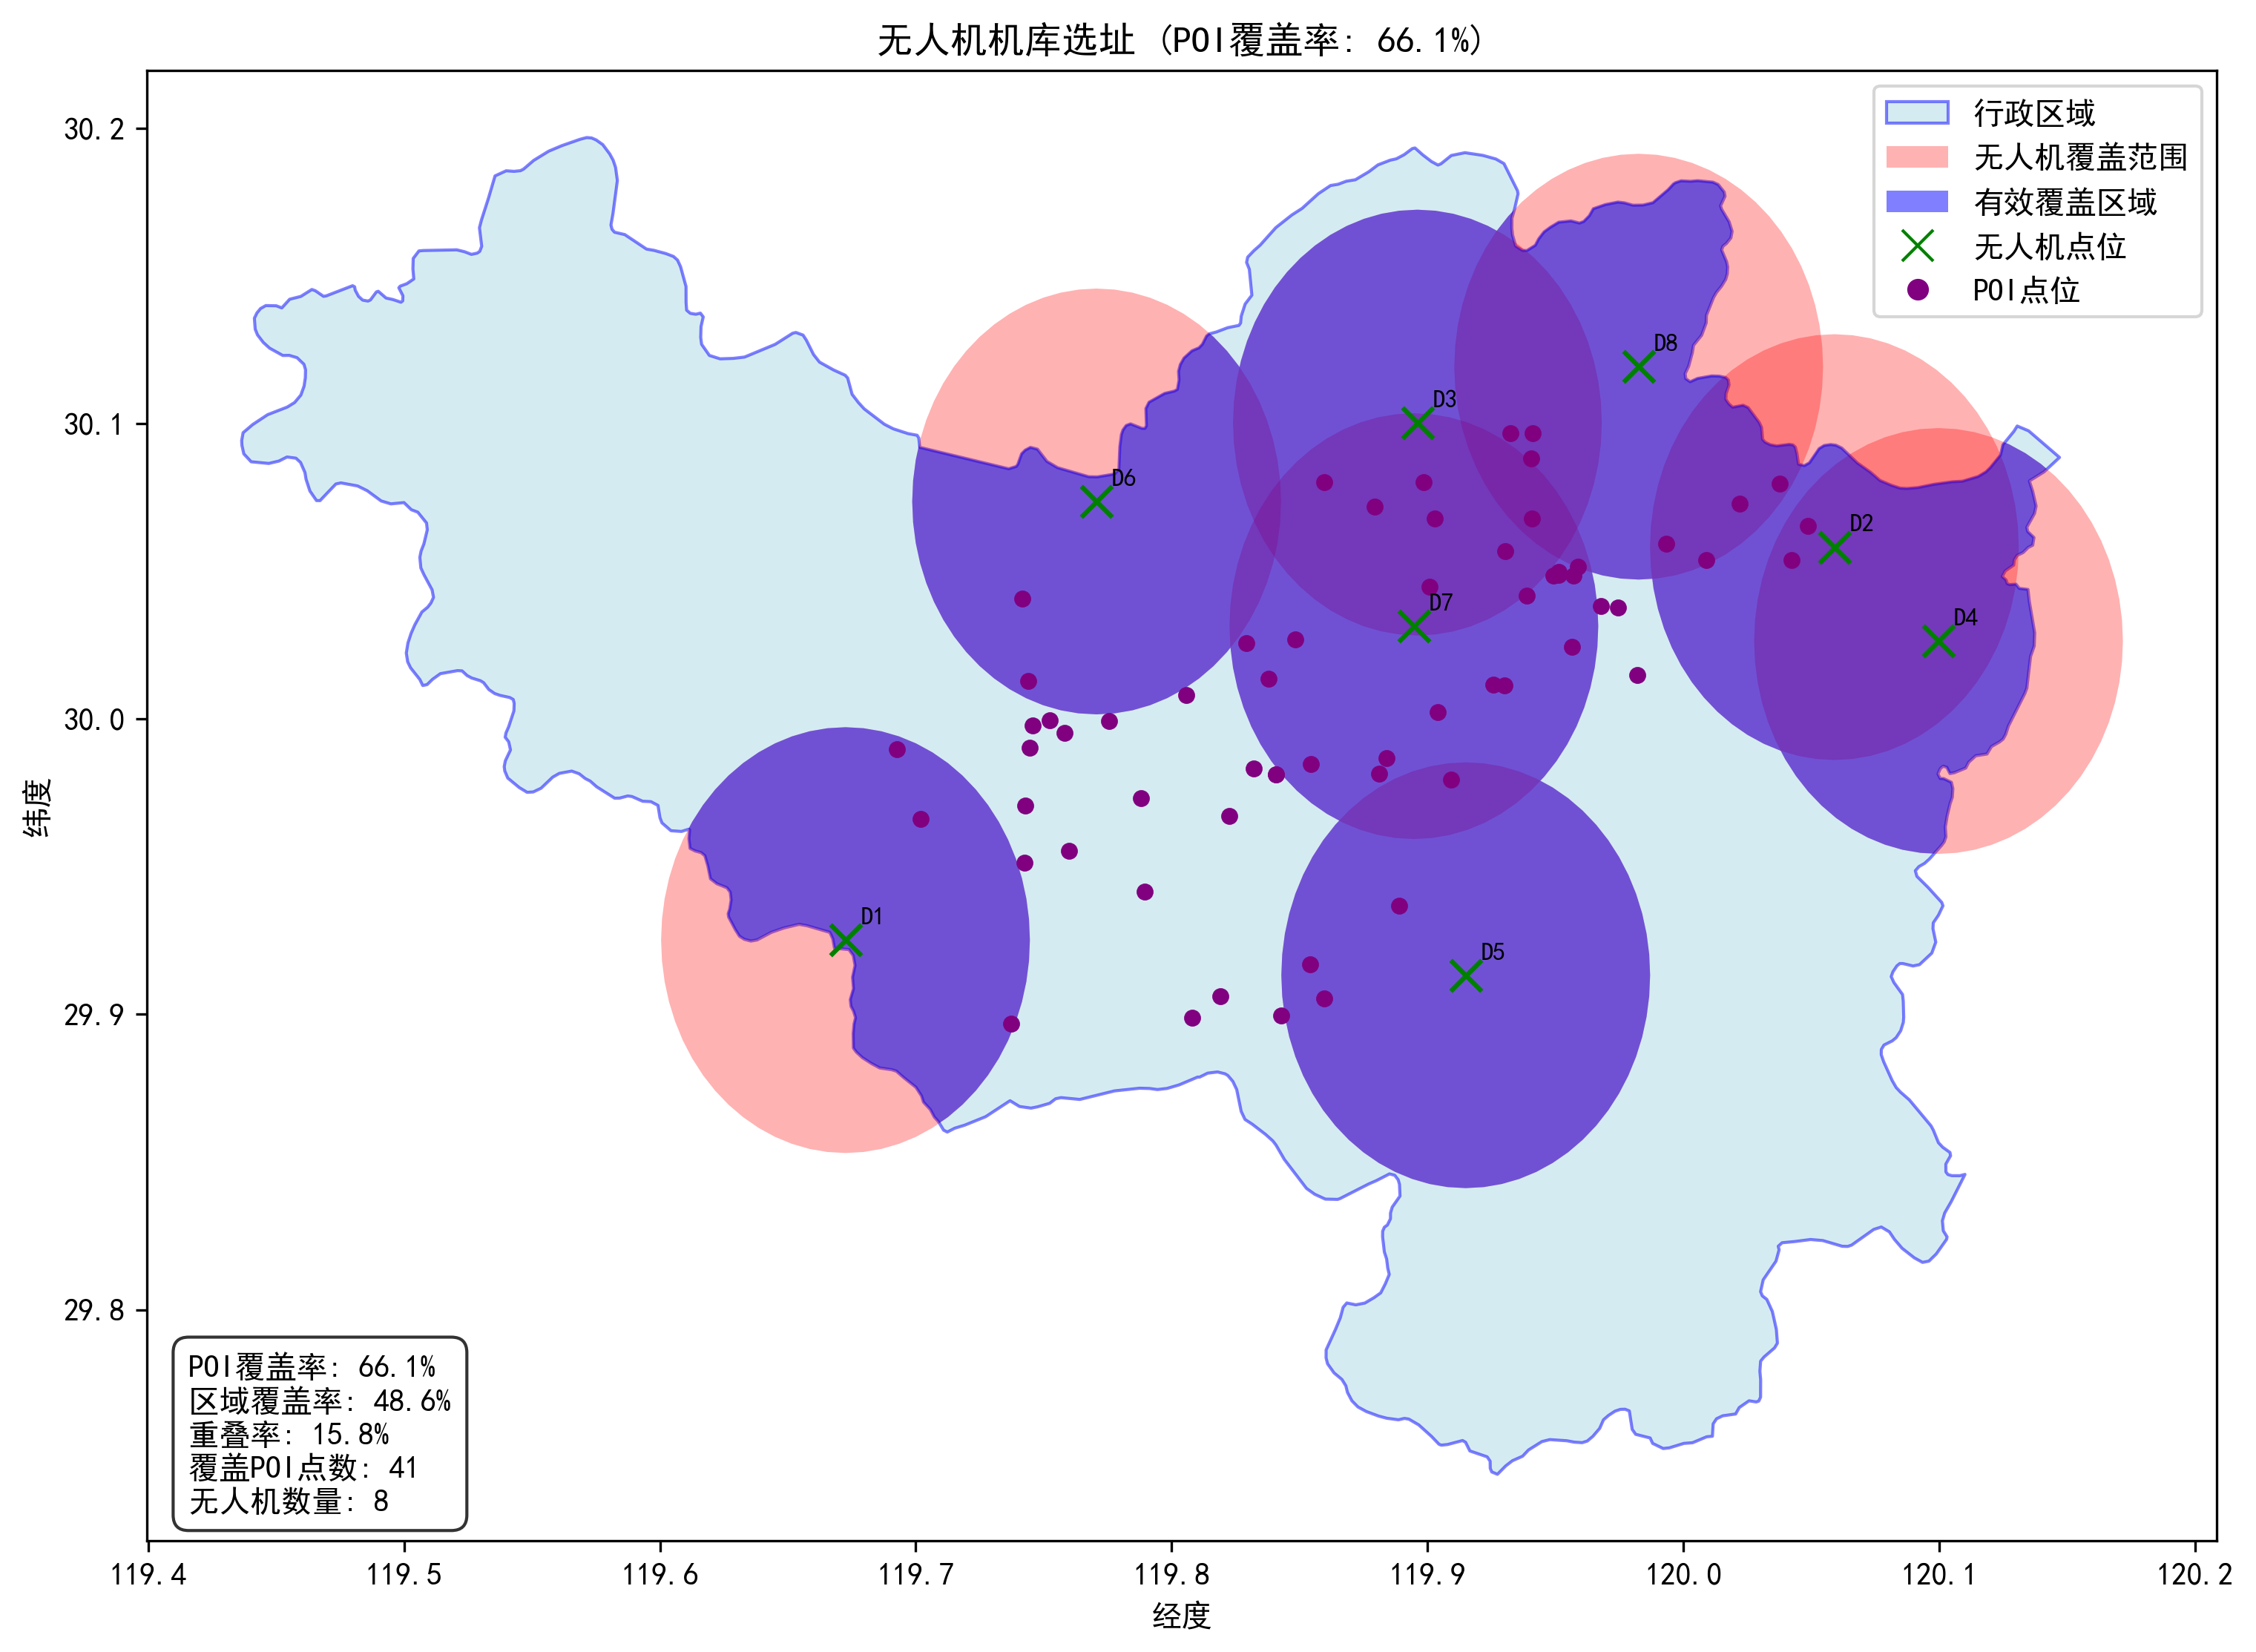 无人机机库选址 (POI覆盖率: 66.1%)
行政区域
无人机覆盖范围
有效覆盖区域
无人机点位
POI点位
30.2
30.1
30.0
29.9
29.8
纬度
D8
D3
D6
D2
D7
D4
D1
D5
POI覆盖率: 66.1%
区域覆盖率: 48.6%
重叠率: 15.8%
覆盖POI点数: 41
无人机数量: 8
119.4 119.5 119.6 119.7 119.8 119.9 120.0 120.1 120.2
经度